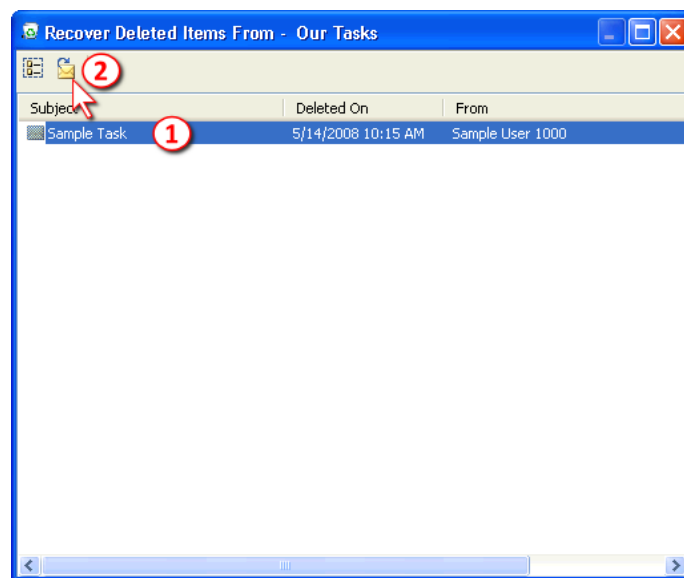 Recover Deleted Items From - Our Tasks
2
Subject Deleted On From
Sample Task 1 5/14/2008 10:15 AM Sample User 1000